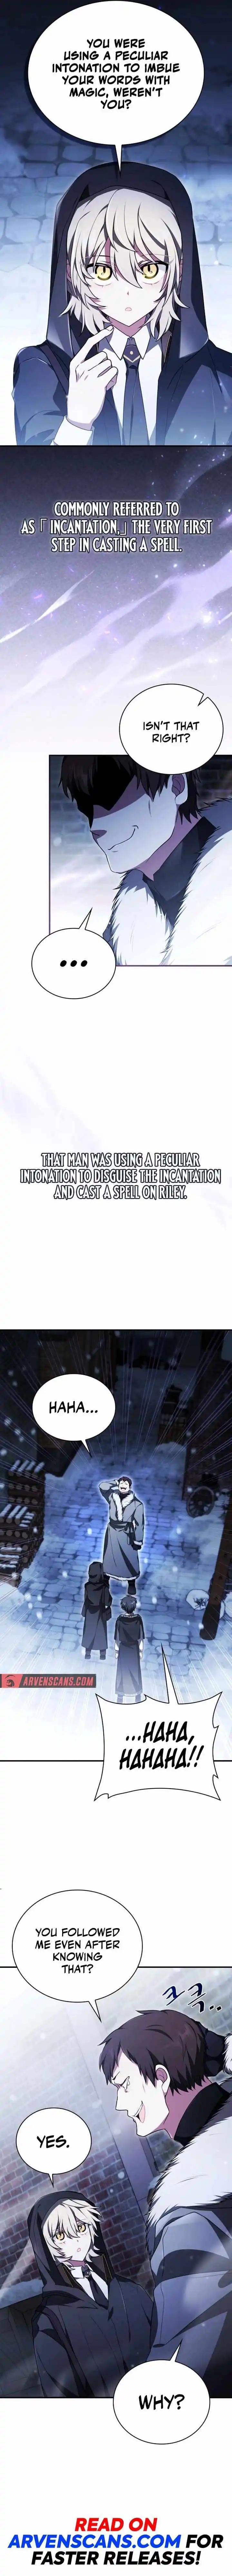 YOU WERE
USING A PECULIAR
INTONATION TO IMBUE
YOUR WORDS WITH
MAGIC, WEREN'T
YOU?
COMMONLY REFERRED TO
AS「INCANTATION,」THE VERY FIRST
STEP IN CASTING A SPELL.
ISN'T THAT
RIGHT?
...
THAT MAN WAS USING A PECULIAR
INTONATION TO DISGUISE THE INCANTATION
AND CAST A SPELL ON RILEY.
HAHA...
ARVENSCANS.COM
...HAHA,
HAHAHA!!
YOU FOLLOWED
ME EVEN AFTER
KNOWING
THAT?
크크..
YES.
WHY?
READ ON
ARVENSCANS.COM FOR
FASTER RELEASES!